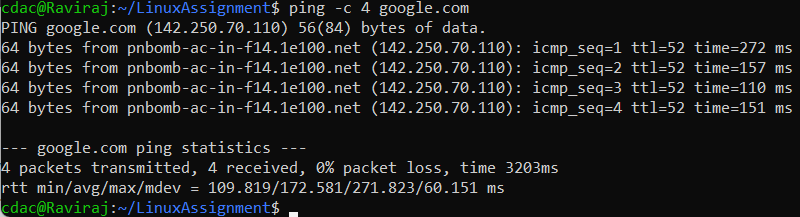 cdac@Raviraj:~/LinuxAssignment$ ping -c 4 google.com
PING google.com (142.250.70.110) 56(84) bytes of data.
64 bytes from pnbomb-ac-in-f14.1e100.net (142.250.70.110): icmp_seq=1 ttl=52 time=272 ms
64 bytes from pnbomb-ac-in-f14.1e100.net (142.250.70.110): icmp_seq=2 ttl=52 time=157 ms
64 bytes from pnbomb-ac-in-f14.1e100.net (142.250.70.110): icmp_seq=3 ttl=52 time=110 ms
64 bytes from pnbomb-ac-in-f14.1e100.net (142.250.70.110): icmp_seq=4 ttl=52 time=151 ms
--- google.com ping statistics ---
4 packets transmitted, 4 received, 0% packet loss, time 3203ms
rtt min/avg/max/mdev = 109.819/172.581/271.823/60.151 ms
cdac@Raviraj:~/LinuxAssignment$